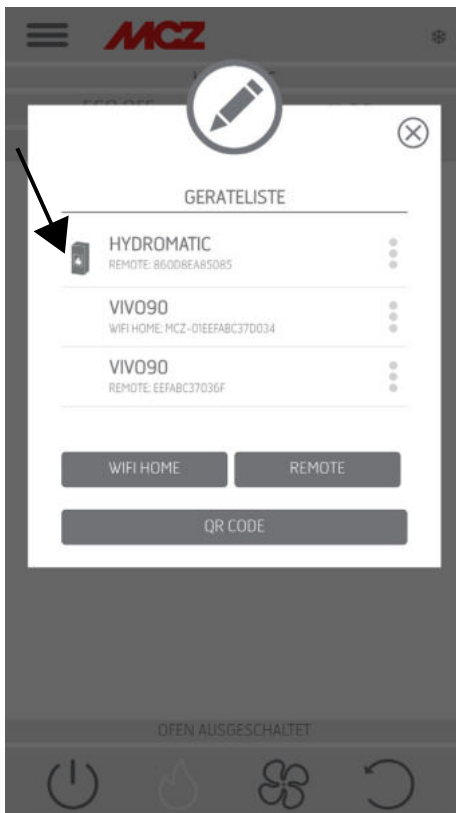 MCZ
GERATELISTE
HYDROMATIC
REMOTE: 860D8EA85085
VIVO90
WIFI HOME: MCZ-01EEFABC37D034
VIVO90
REMOTE: EEFABC37036F
WIFI HOME
REMOTE
QR CODE
OFEN AUSGESCHALTET